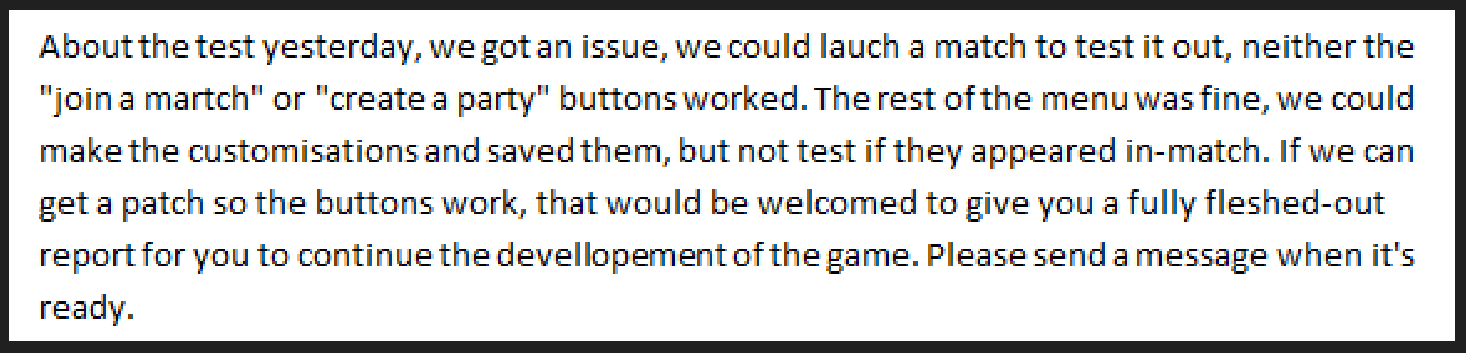 About the test yesterday, we got an issue, we could lauch a match to test it out, neither the
"join a martch" or "create a party" buttons worked. The rest of the menu was fine, we could
make the customisations and saved them, but not test if they appeared in-match. If we can
get a patch so the buttons work, that would be welcomed to give you a fully fleshed-out
report for you to continue the devellopement of the game. Please send a message when it's
ready.